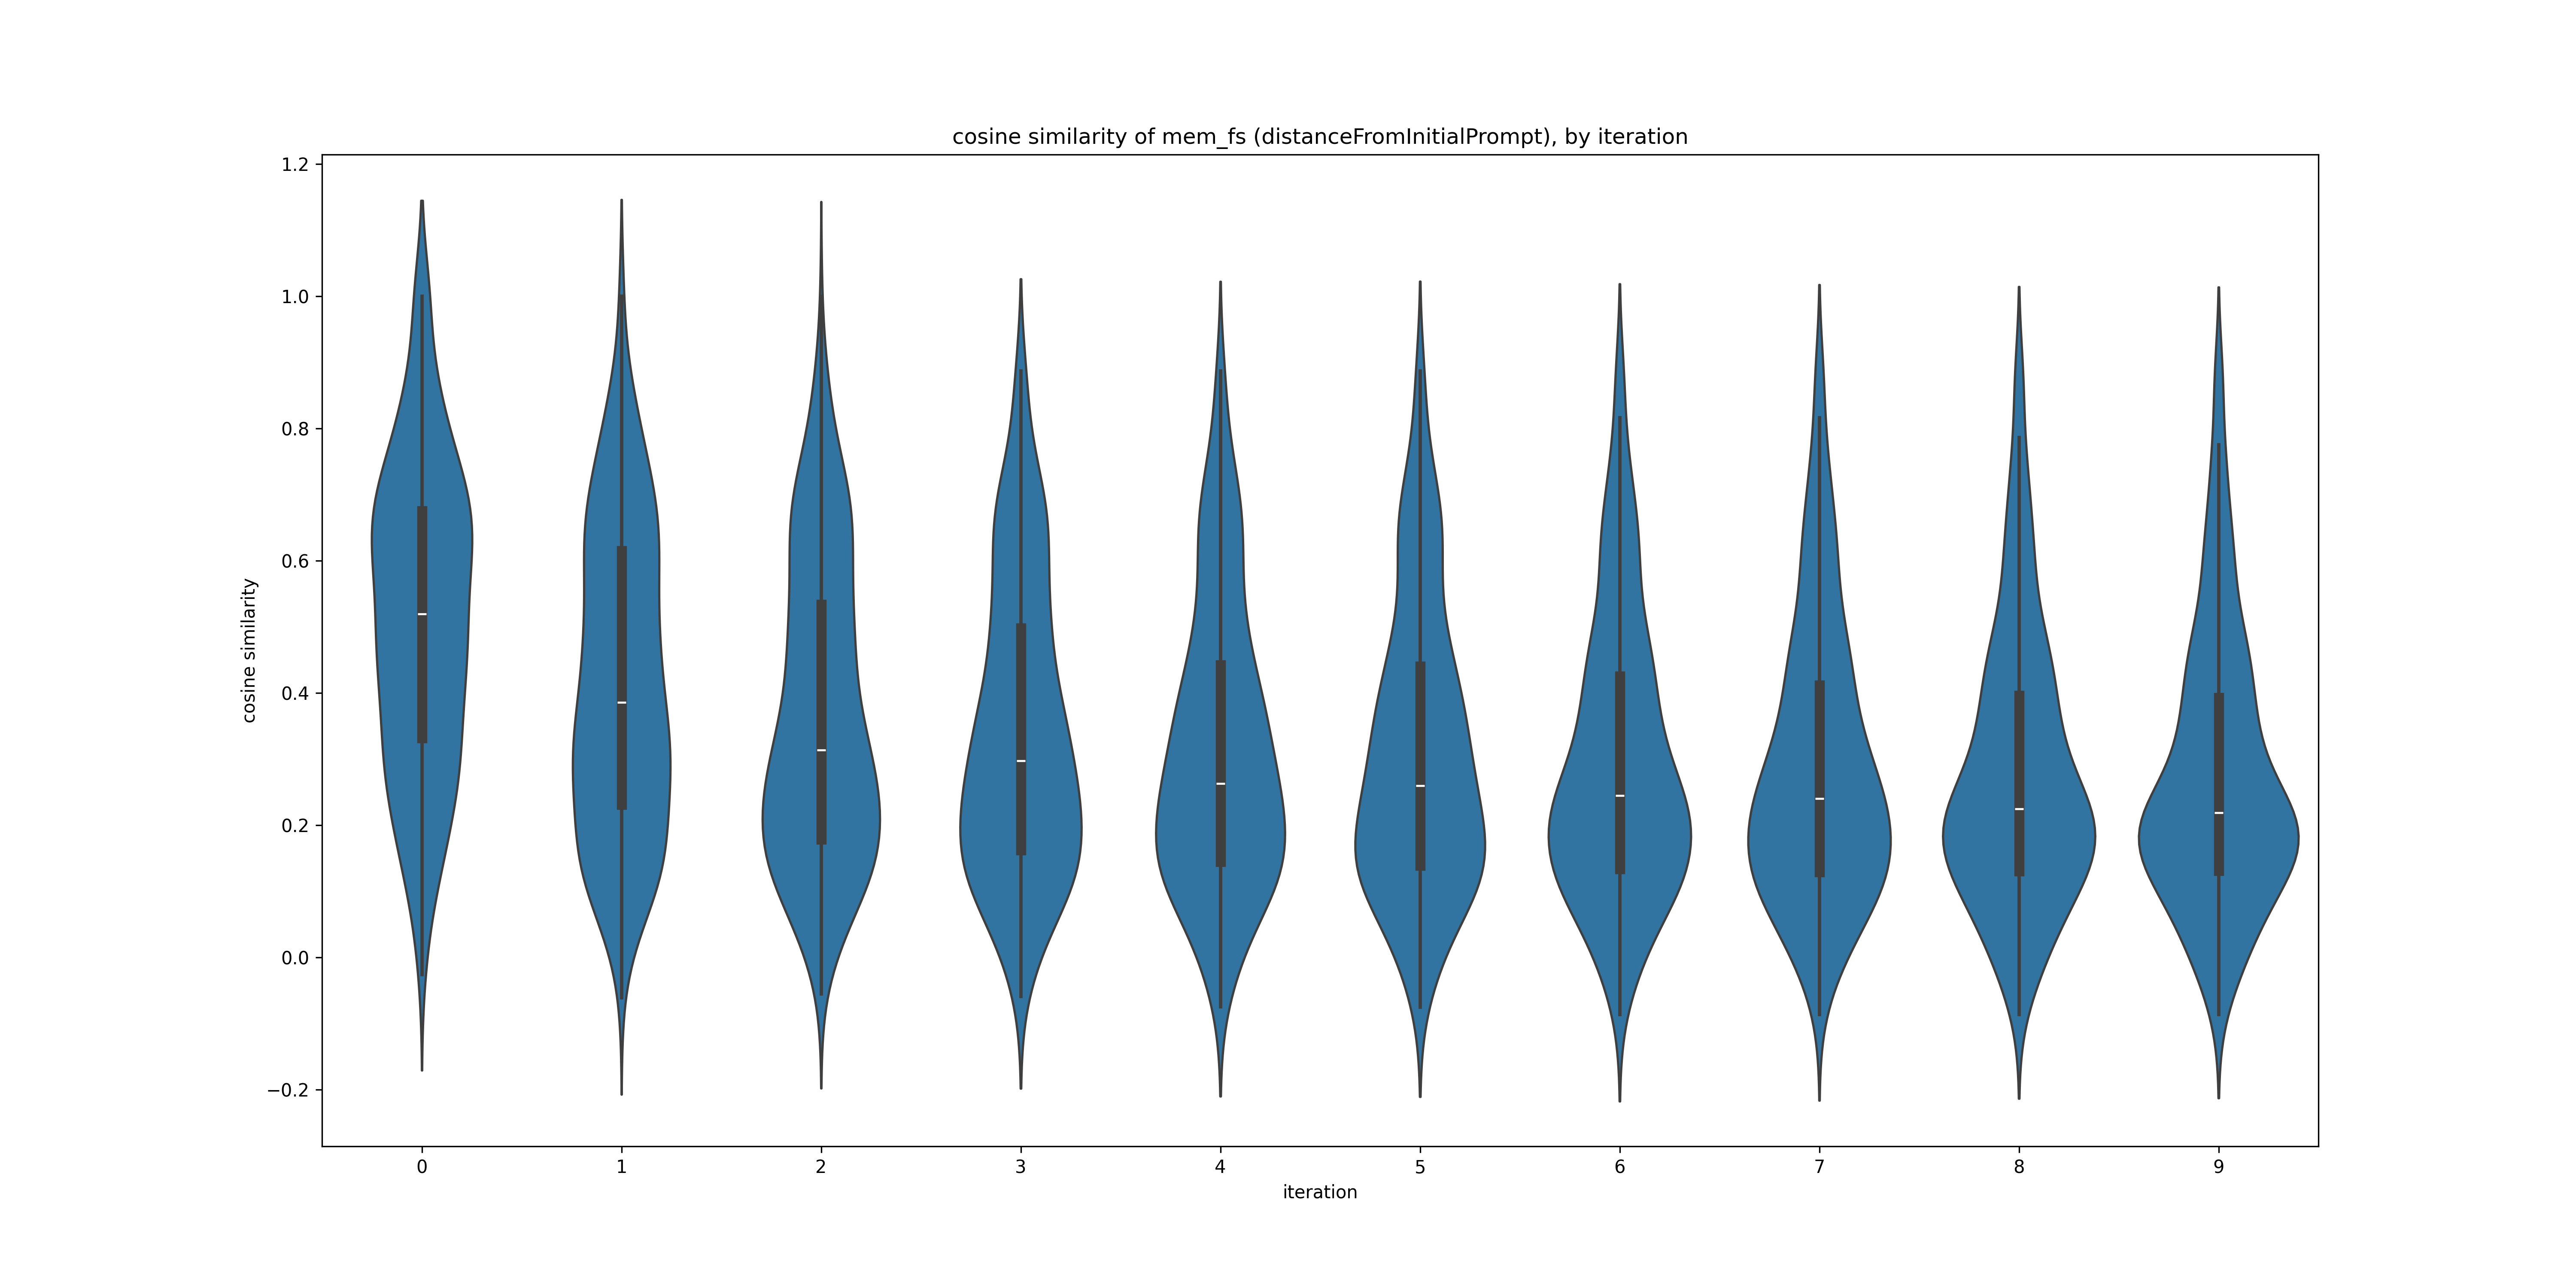 cosine similarity of mem_fs (distanceFromInitialPrompt), by iteration
1.2
1.0
0.8
0.6
0.4
0.2
0.0
−0.2
cosine similarity
0 1 2 3 4 5 6 7 8 9
iteration